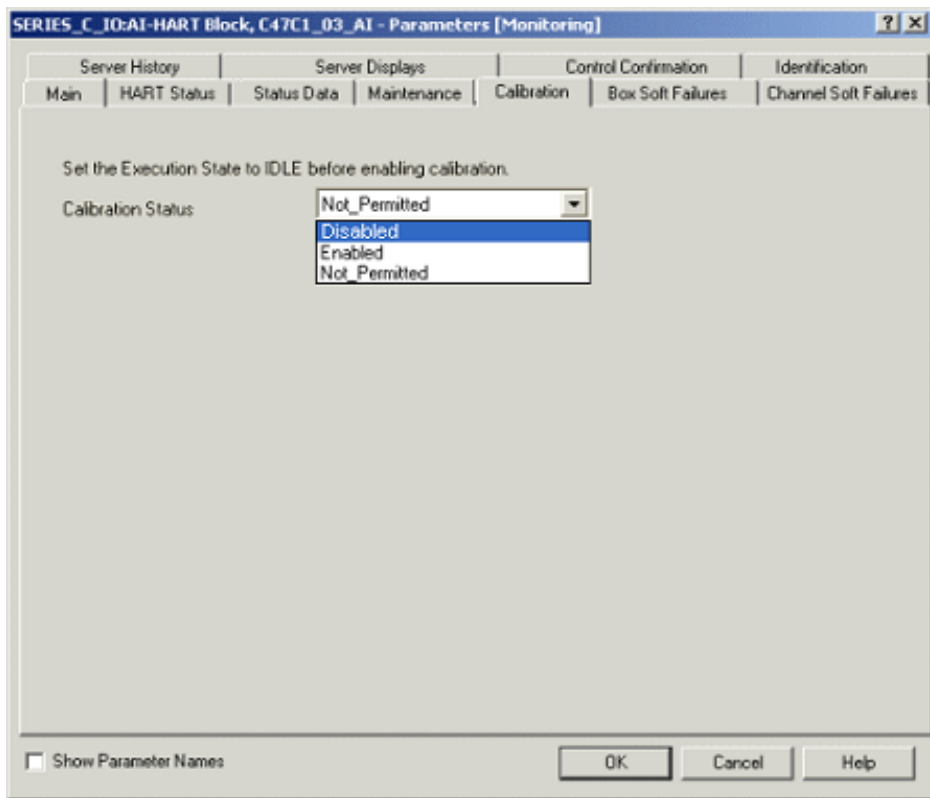 SERIES_C_IO:AI-HART Block, C47C1_03_AI - Parameters [Monitoring]
Server History Server Displays Control Confirmation Identification
Main HART Status Status Data Maintenance Calibration Box Soft Failures Channel Soft Failures
Set the Execution State to IDLE before enabling calibration.
Calibration Status Not_Permitted
Disabled
Enabled
Not_Permitted
Show Parameter Names OK Cancel Help